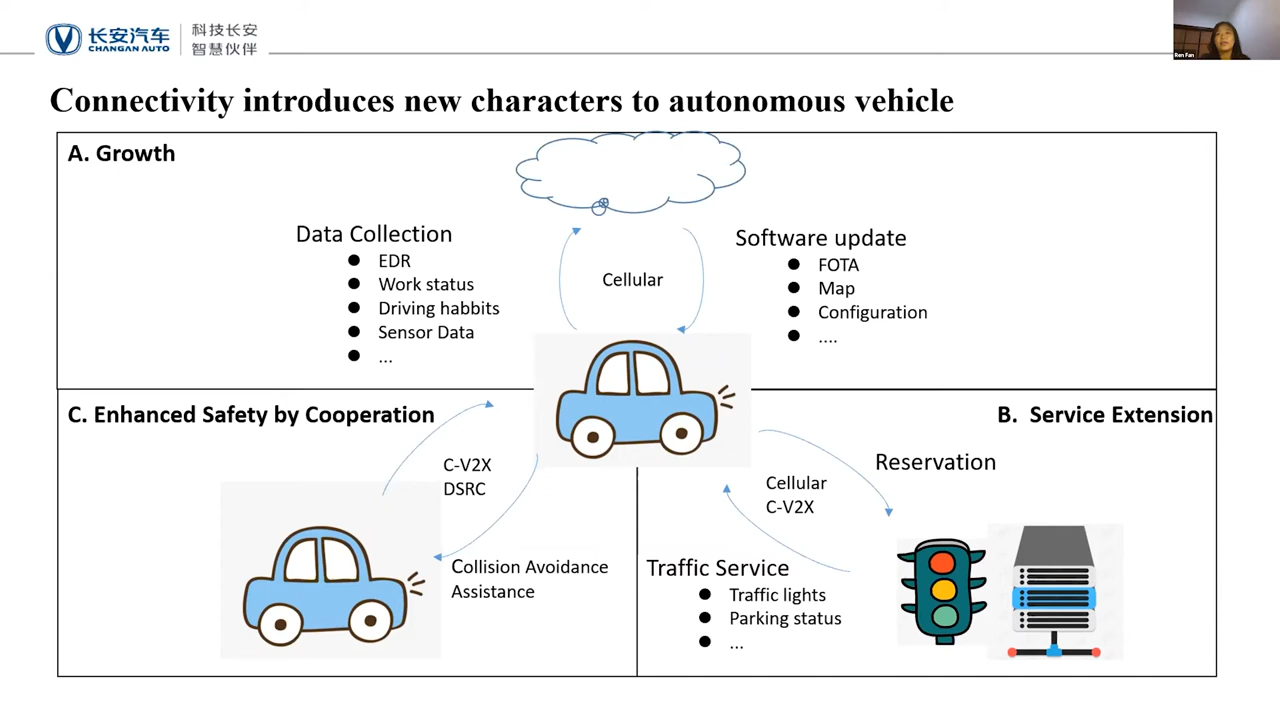 长安汽车
CHANGAN AUTO
科技长安
智慧伙伴
Ren Fan
Connectivity introduces new characters to autonomous vehicle
A. Growth
Data Collection
● EDR
● Work status
● Driving habbits
● Sensor Data
● ...
Cellular
Software update
● FOTA
● Map
● Configuration
● ....
C. Enhanced Safety by Cooperation
C-V2X
DSRC
Collision Avoidance
Assistance
B. Service Extension
Reservation
Cellular
C-V2X
Traffic Service
● Traffic lights
● Parking status
● ...